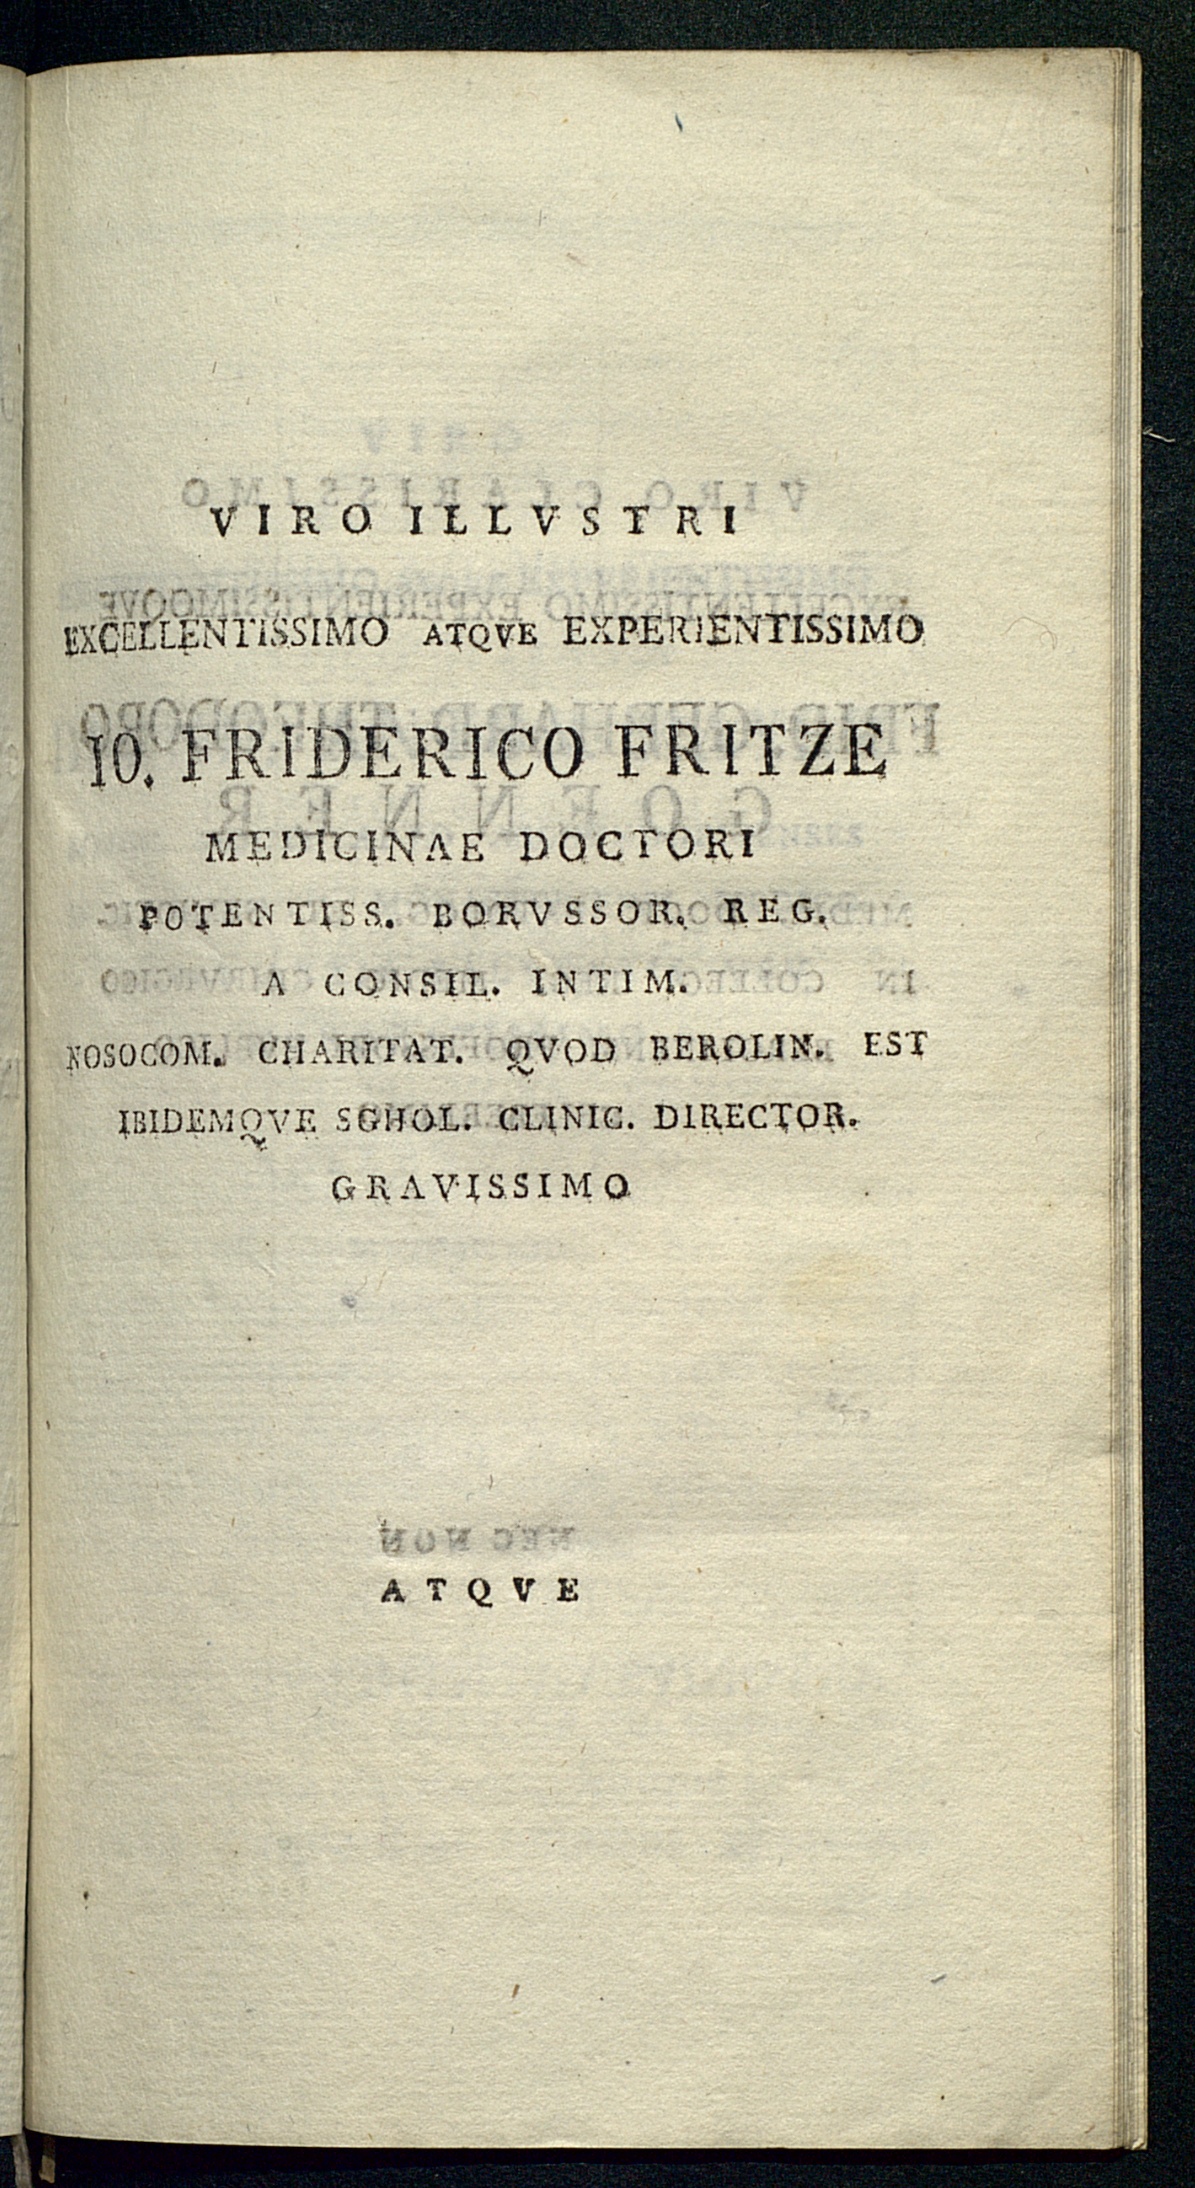 VIRO ILLVSTRI
EXCELLENTISSIMO ATQVE EXPERIENTISSIMO
IO. FRIDERICO FRITZE
MEDICINAE DOCTORI
POTENTISS. BORVSSOR. REG.
A CONSIL. INTIM.
NOSOCOM. CHARITAT. QVOD BEROLIN. EST
IBIDEMQVE SCHOL. CLINIC. DIRECTOR.
GRAVISSIMO
ATQVE